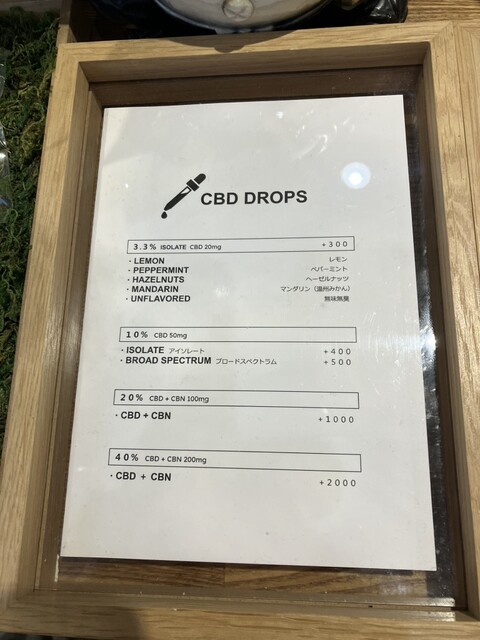 CBD DROPS
3.3% ISOLATE CBD 20mg +300
・LEMON レモン
・PEPPERMINT ペパーミント
・HAZELNUTS ヘーゼルナッツ
・MANDARIN マンダリン（温州みかん）
・UNFLAVORED 無味無臭
10% CBD 50mg
・ISOLATE アイソレート +400
・BROAD SPECTRUM ブロードスペクトラム +500
20% CBD + CBN 100mg
・CBD + CBN +1000
40% CBD + CBN 200mg
・CBD + CBN +2000